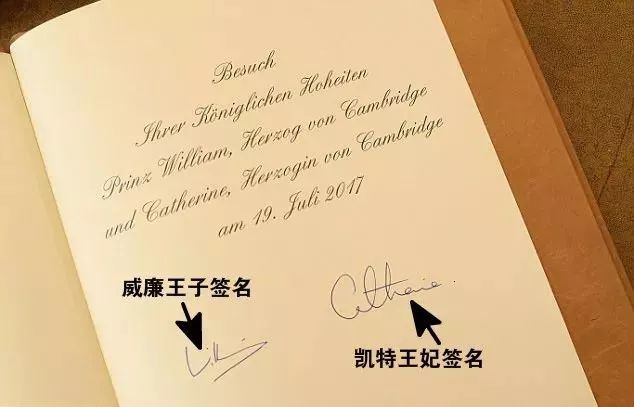 Besuch
Ihrer Königlichen Hoheiten
Prinz William, Herzog von Cambridge
und Catherine, Herzogin von Cambridge
am 19. Juli 2017
威廉王子签名
Catherine
凯特王妃签名